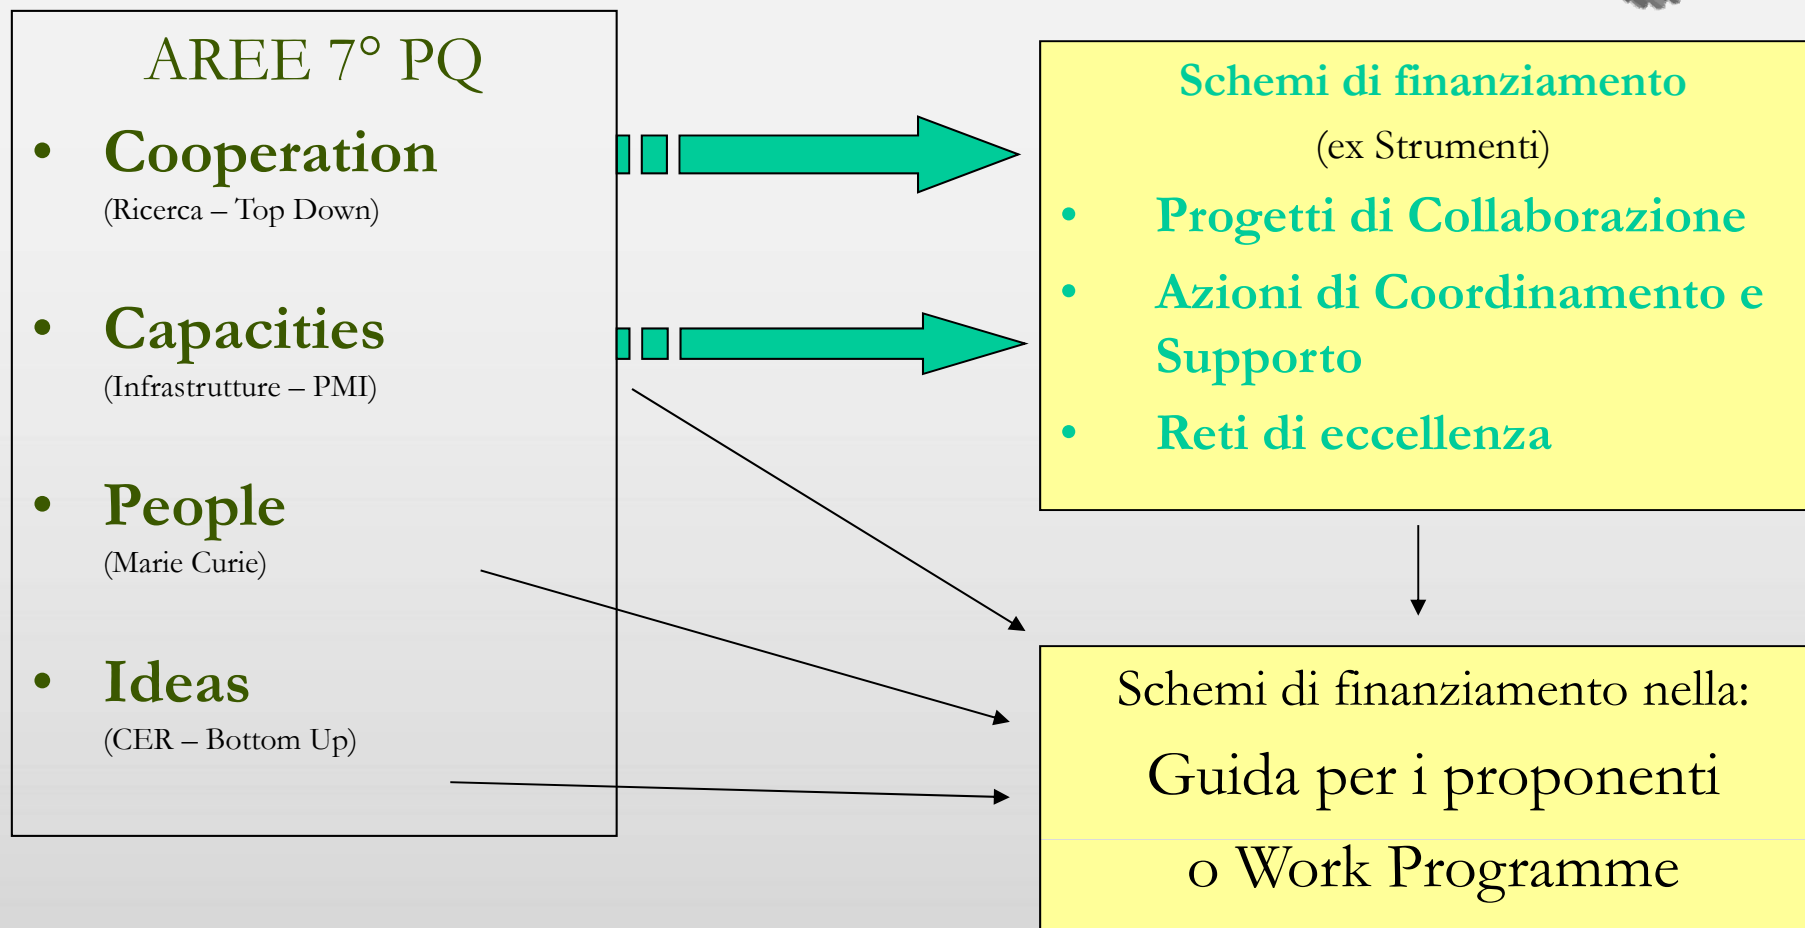 AREE 7° PQ
• Cooperation
(Ricerca – Top Down)
• Capacities
(Infrastrutture – PMI)
• People
(Marie Curie)
• Ideas
(CER – Bottom Up)
Schemi di finanziamento
(ex Strumenti)
• Progetti di Collaborazione
• Azioni di Coordinamento e
Supporto
• Reti di eccellenza
Schemi di finanziamento nella:
Guida per i proponenti
o Work Programme